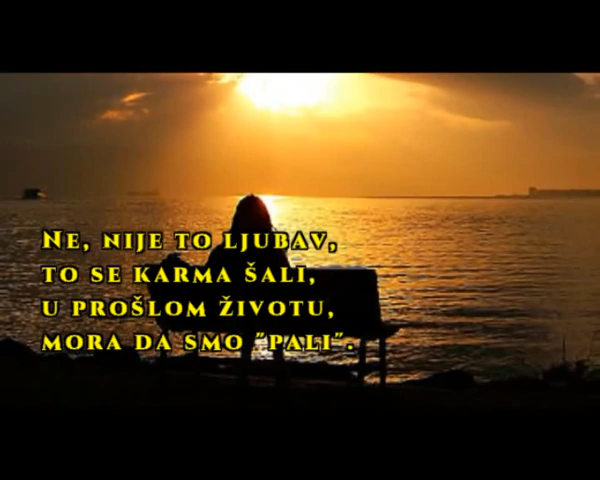 Ne, nije to ljubav,
to se karma šali,
u prošlom životu,
mora da smo "pali".